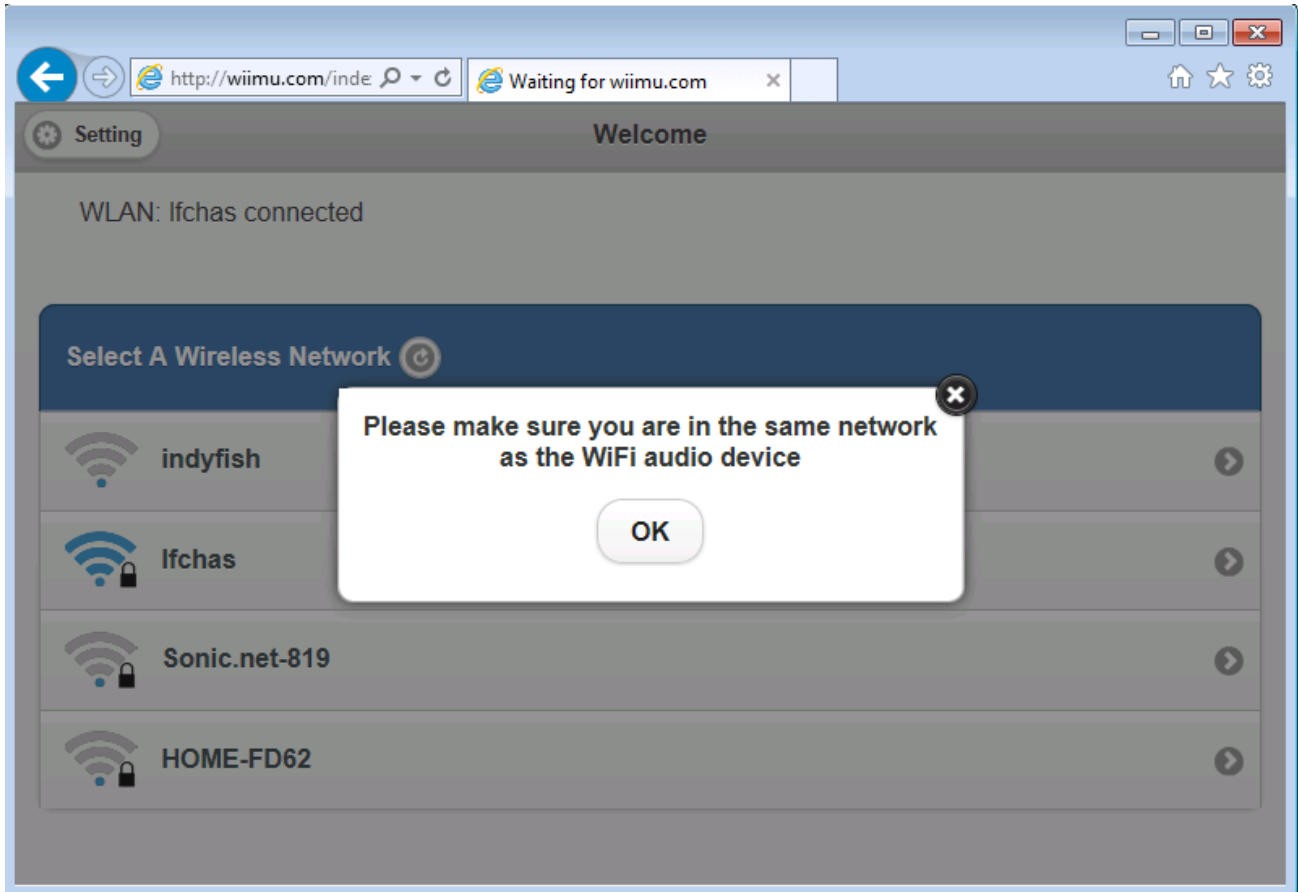 http://wiimu.com/inde
Waiting for wiimu.com
Setting
Welcome
WLAN: lfchas connected
Select A Wireless Network
indyfish
lfchas
Sonic.net-819
HOME-FD62
Please make sure you are in the same network
as the WiFi audio device
OK